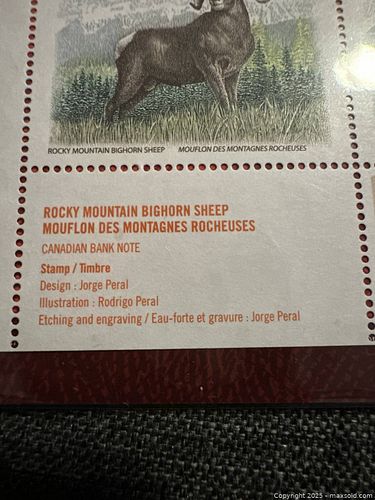 ROCKY MOUNTAIN BIGHORN SHEEP MOUFLON DES MONTAGNES ROCHEUSES
ROCKY MOUNTAIN BIGHORN SHEEP
MOUFLON DES MONTAGNES ROCHEUSES
CANADIAN BANK NOTE
Stamp / Timbre
Design : Jorge Peral
Illustration : Rodrigo Peral
Etching and engraving / Eau-forte et gravure : Jorge Peral
Copyright 2025 - maxsold.com